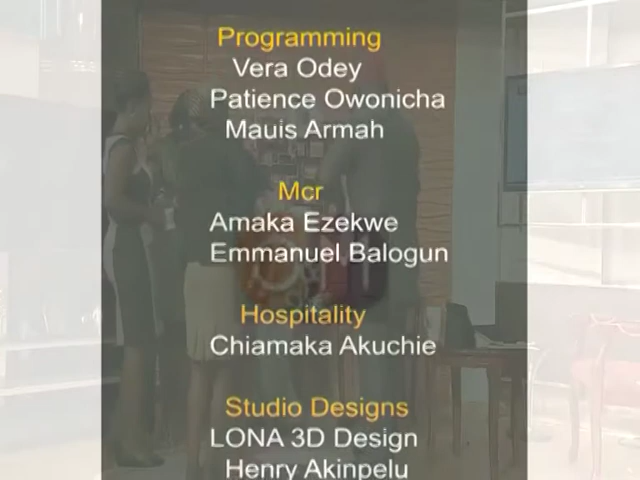 Programming
Vera Odey
Patience Owonicha
Mauis Armah
Mcr
Amaka Ezekwe
Emmanuel Balogun
Hospitality
Chiamaka Akuchie
Studio Designs
LONA 3D Design
Henry Akinpelu